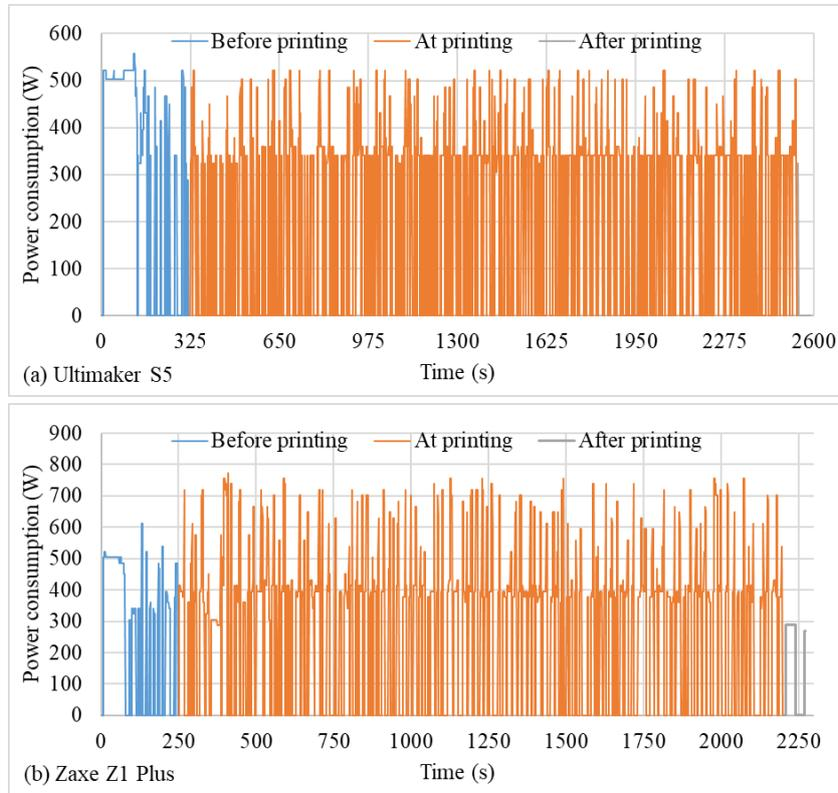 600
Before printing At printing After printing
500
400
300
200
100
0
Power consumption (W)
0 325 650 975 1300 1625 1950 2275 2600
(a) Ultimaker S5 Time (s)
900
Before printing At printing After printing
800
700
600
500
400
300
200
100
0
Power consumption (W)
0 250 500 750 1000 1250 1500 1750 2000 2250
(b) Zaxe Z1 Plus Time (s)